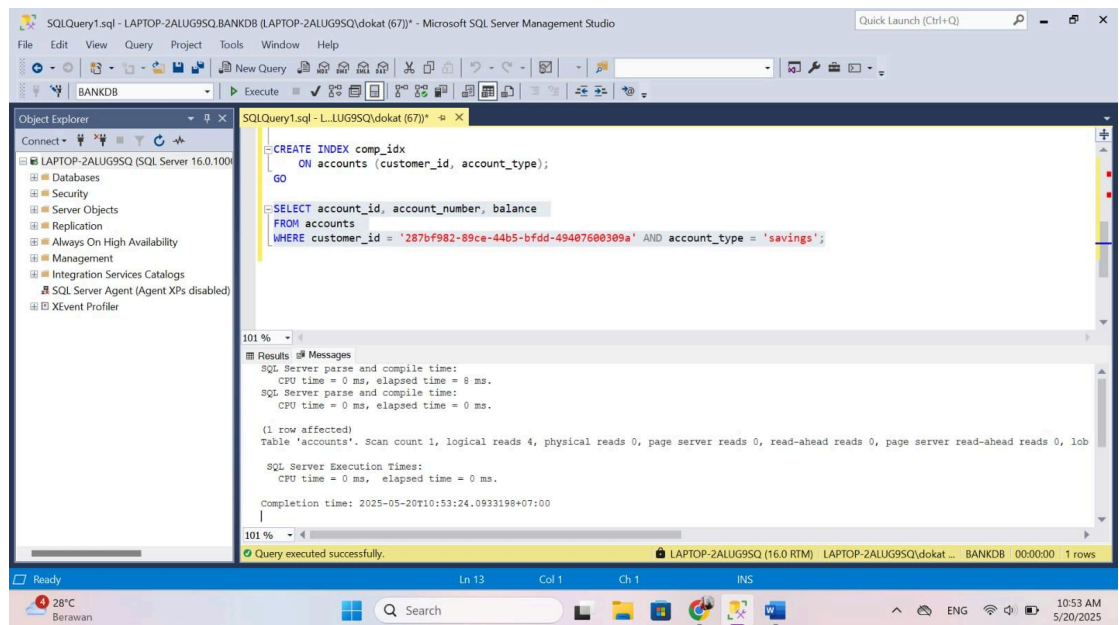 SQLQuery1.sql - LAPTOP-2ALUG9SQ.BANKDB (LAPTOP-2ALUG9SQ\dokat (67))* - Microsoft SQL Server Management Studio
Quick Launch (Ctrl+Q)
File Edit View Query Project Tools Window Help
New Query
BANKDB
Execute
Object Explorer
SQLQuery1.sql - L...LUG9SQ\dokat (67))*
Connect
LAPTOP-2ALUG9SQ (SQL Server 16.0.100
Databases
Security
Server Objects
Replication
Always On High Availability
Management
Integration Services Catalogs
SQL Server Agent (Agent XPs disabled)
XEvent Profiler
CREATE INDEX comp_idx
ON accounts (customer_id, account_type);
GO
SELECT account_id, account_number, balance
FROM accounts
WHERE customer_id = '287bf982-89ce-44b5-bfdd-49407600309a' AND account_type = 'savings';
101 %
Results Messages
SQL Server parse and compile time:
CPU time = 0 ms, elapsed time = 8 ms.
SQL Server parse and compile time:
CPU time = 0 ms, elapsed time = 0 ms.
(1 row affected)
Table 'accounts'. Scan count 1, logical reads 4, physical reads 0, page server reads 0, read-ahead reads 0, page server read-ahead reads 0, lob
SQL Server Execution Times:
CPU time = 0 ms, elapsed time = 0 ms.
Completion time: 2025-05-20T10:53:24.0933198+07:00
101 %
Query executed successfully.
LAPTOP-2ALUG9SQ (16.0 RTM) LAPTOP-2ALUG9SQ\dokat ... BANKDB 00:00:00 1 rows
Ready Ln 13 Col 1 Ch 1 INS
28°C
Berawan
Search
ENG
10:53 AM
5/20/2025